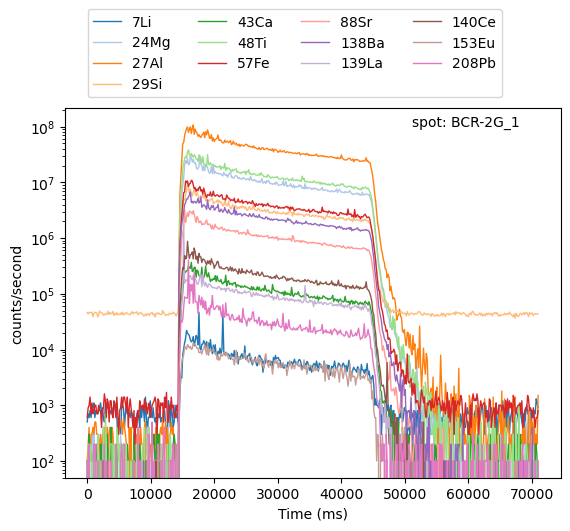 7Li 43Ca 88Sr 140Ce
24Mg 48Ti 138Ba 153Eu
27Al 57Fe 139La 208Pb
29Si
spot: BCR-2G_1
10^8
10^7
10^6
10^5
10^4
10^3
10^2
counts/second
0 10000 20000 30000 40000 50000 60000 70000
Time (ms)